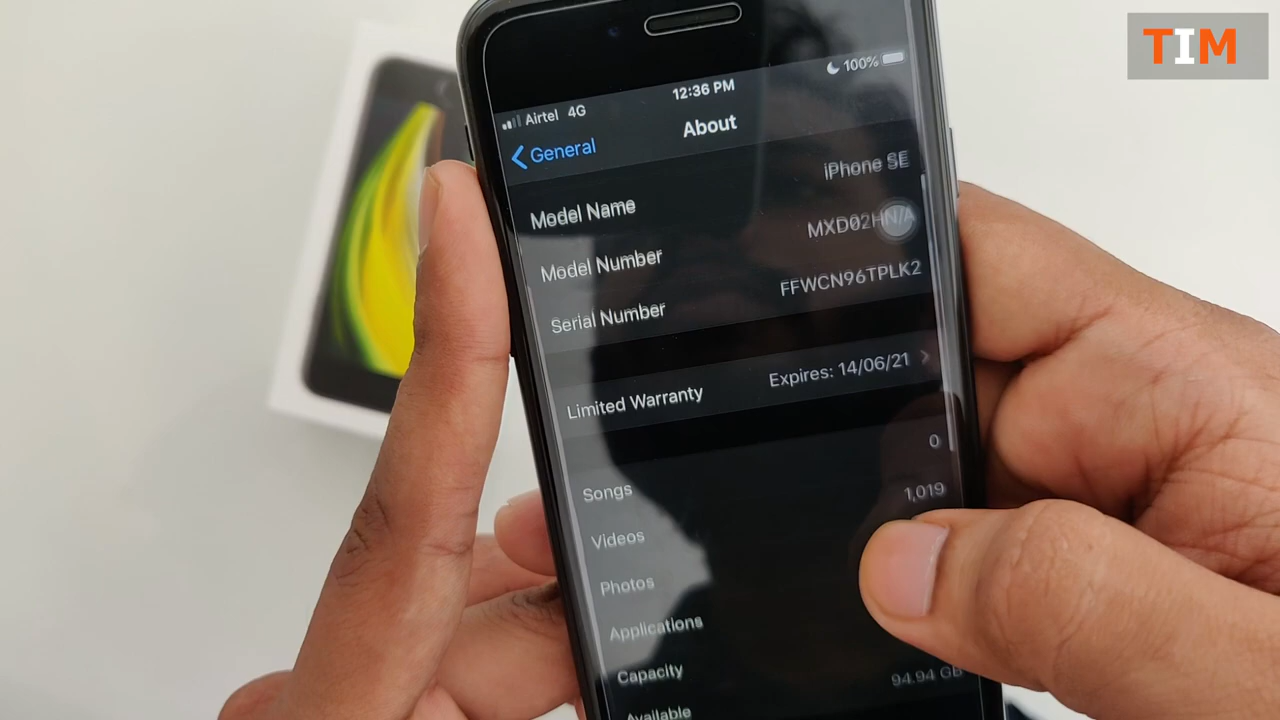 TIM
Airtel 4G 12:36 PM 100%
General About
Model Name iPhone SE
Model Number MXD02HN/A
Serial Number FFWCN96TPLK2
Limited Warranty Expires: 14/06/21
Songs 0
Videos 1,019
Photos
Applications
Capacity
Available 94.94 GB